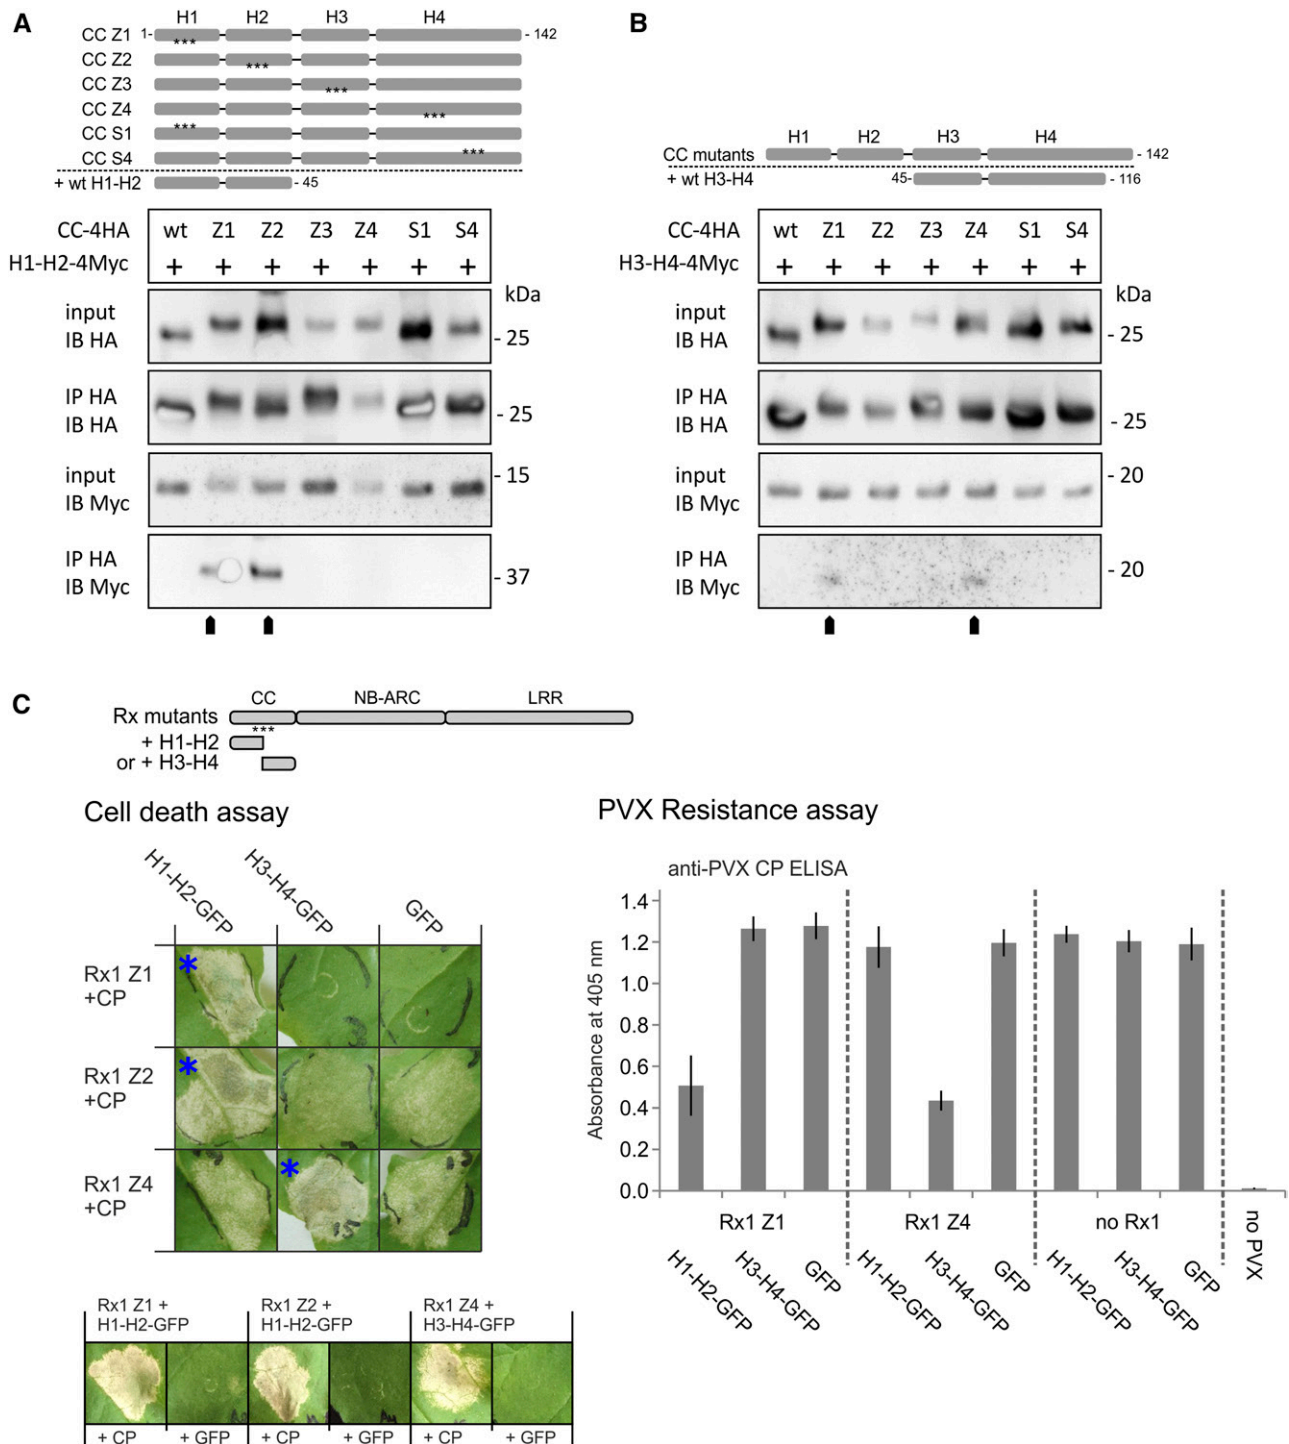 A
H1 H2 H3 H4
CC Z1 1- - 142
***
CC Z2
***
CC Z3
***
CC Z4
***
CC S1
***
CC S4
***
+ wt H1-H2 - 45
CC-4HA wt Z1 Z2 Z3 Z4 S1 S4
H1-H2-4Myc + + + + + + +
kDa
input
IB HA
- 25
IP HA
IB HA
- 25
input
IB Myc
- 15
IP HA
IB Myc
- 37
B
H1 H2 H3 H4
CC mutants - 142
+ wt H3-H4 45- - 116
CC-4HA wt Z1 Z2 Z3 Z4 S1 S4
H3-H4-4Myc + + + + + + +
kDa
input
IB HA
- 25
IP HA
IB HA
- 25
input
IB Myc
- 20
IP HA
IB Myc
- 20
C
CC NB-ARC LRR
Rx mutants
***
+ H1-H2
or + H3-H4
Cell death assay
H1-H2-GFP H3-H4-GFP GFP
Rx1 Z1
+CP
*
Rx1 Z2
+CP
*
Rx1 Z4
+CP
*
Rx1 Z1 +
H1-H2-GFP
Rx1 Z2 +
H1-H2-GFP
Rx1 Z4 +
H3-H4-GFP
+ CP + GFP + CP + GFP + CP + GFP
PVX Resistance assay
anti-PVX CP ELISA
Absorbance at 405 nm
1.4
1.2
1.0
0.8
0.6
0.4
0.2
0.0
Rx1 Z1 Rx1 Z4 no Rx1 no PVX
H1-H2-GFP H3-H4-GFP GFP H1-H2-GFP H3-H4-GFP GFP H1-H2-GFP H3-H4-GFP GFP